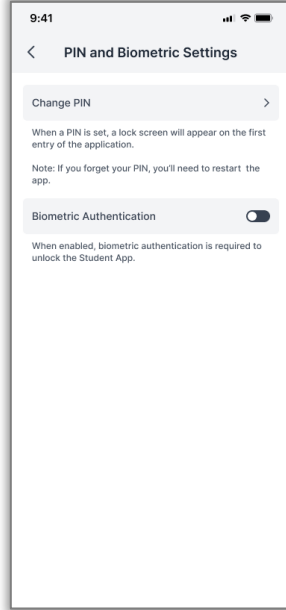 9:41
PIN and Biometric Settings
Change PIN
When a PIN is set, a lock screen will appear on the first
entry of the application.
Note: If you forget your PIN, you'll need to restart the
app.
Biometric Authentication
When enabled, biometric authentication is required to
unlock the Student App.